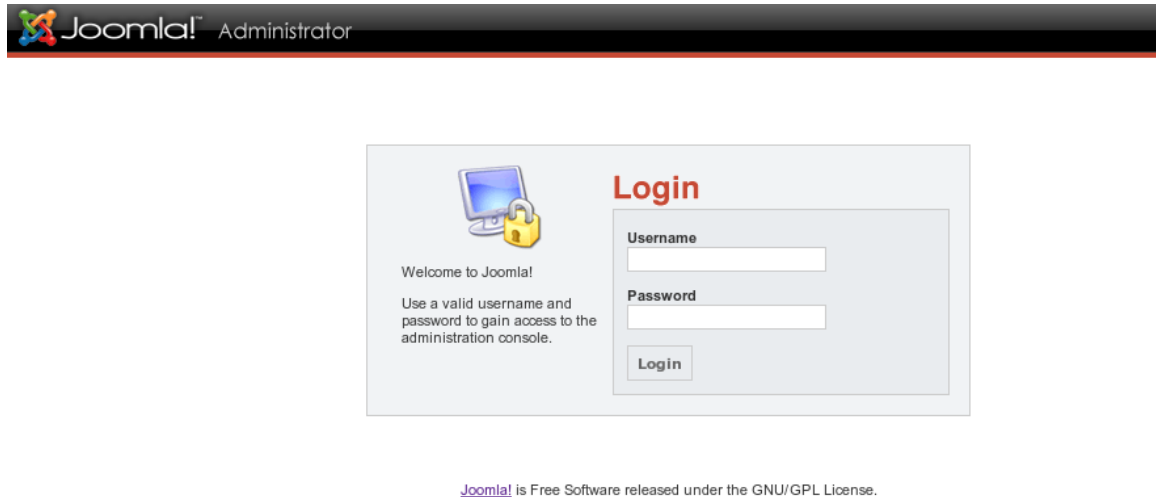 Joomla!™ Administrator
Login
Username
Welcome to Joomla!
Use a valid username and
password to gain access to the
administration console.
Password
Login
Joomla! is Free Software released under the GNU/GPL License.